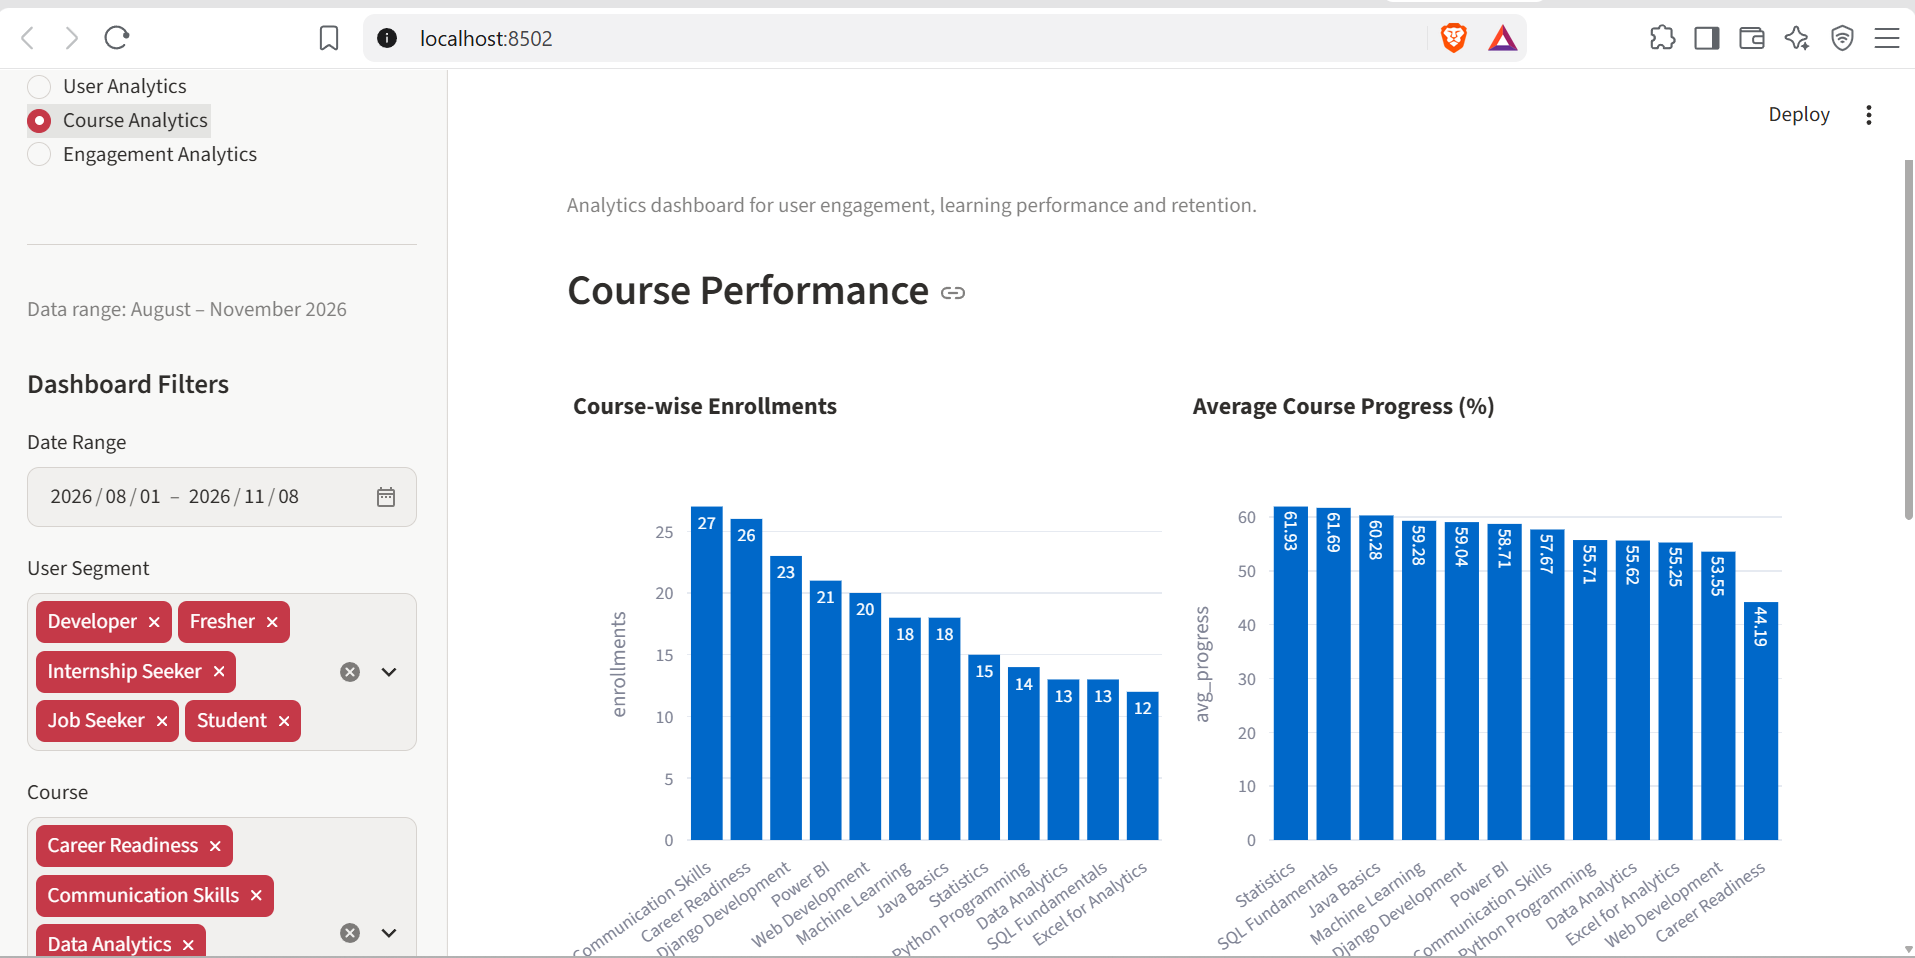 localhost:8502
User Analytics
Course Analytics
Engagement Analytics
Data range: August – November 2026
Dashboard Filters
Date Range
2026/08/01 – 2026/11/08
User Segment
Developer
Fresher
Internship Seeker
Job Seeker
Student
Course
Career Readiness
Communication Skills
Data Analytics
Deploy
Analytics dashboard for user engagement, learning performance and retention.
Course Performance
Course-wise Enrollments
enrollments
25
20
15
10
5
0
27
26
23
21
20
18
18
15
14
13
13
12
Communication Skills
Career Readiness
Django Development
Power BI
Web Development
Machine Learning
Java Basics
Statistics
Python Programming
Data Analytics
SQL Fundamentals
Excel for Analytics
Average Course Progress (%)
avg_progress
60
50
40
30
20
10
0
61.93
61.69
60.28
59.28
59.04
58.71
57.67
55.71
55.62
55.25
53.55
44.19
Statistics
SQL Fundamentals
Java Basics
Machine Learning
Django Development
Power BI
Communication Skills
Python Programming
Data Analytics
Excel for Analytics
Web Development
Career Readiness